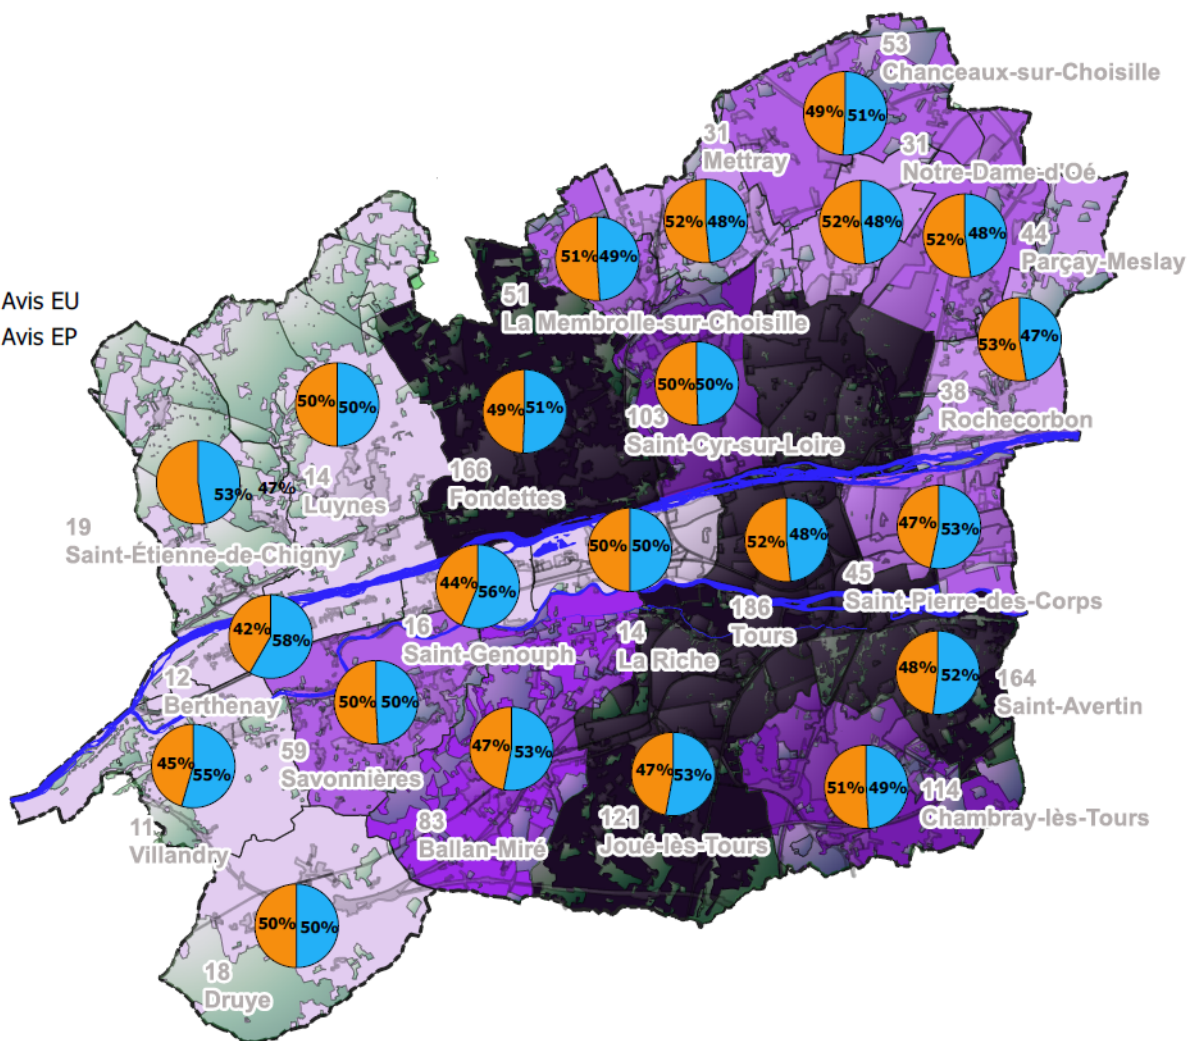 53
Chanceaux-sur-Choisille
49% 51%
31
Mettray
31
Notre-Dame-d'Oé
52% 48%
52% 48%
52% 48%
44
Parçay-Meslay
51% 49%
Avis EU
51
La Membrolle-sur-Choisille
Avis EP
53% 47%
50% 50%
50% 50%
49% 51%
38
Rochecorbon
103
Saint-Cyr-sur-Loire
166
Fondettes
14
Luynes
53% 47%
19
Saint-Étienne-de-Chigny
50% 50%
52% 48%
47% 53%
45
Saint-Pierre-des-Corps
44% 56%
186
Tours
16
Saint-Genouph
14
La Riche
42% 58%
12
Berthenay
48% 52%
164
Saint-Avertin
50% 50%
59
Savonnières
47% 53%
45% 55%
47% 53%
51% 49%
114
Chambray-lès-Tours
11
Villandry
83
Ballan-Miré
121
Joué-lès-Tours
50% 50%
18
Druye